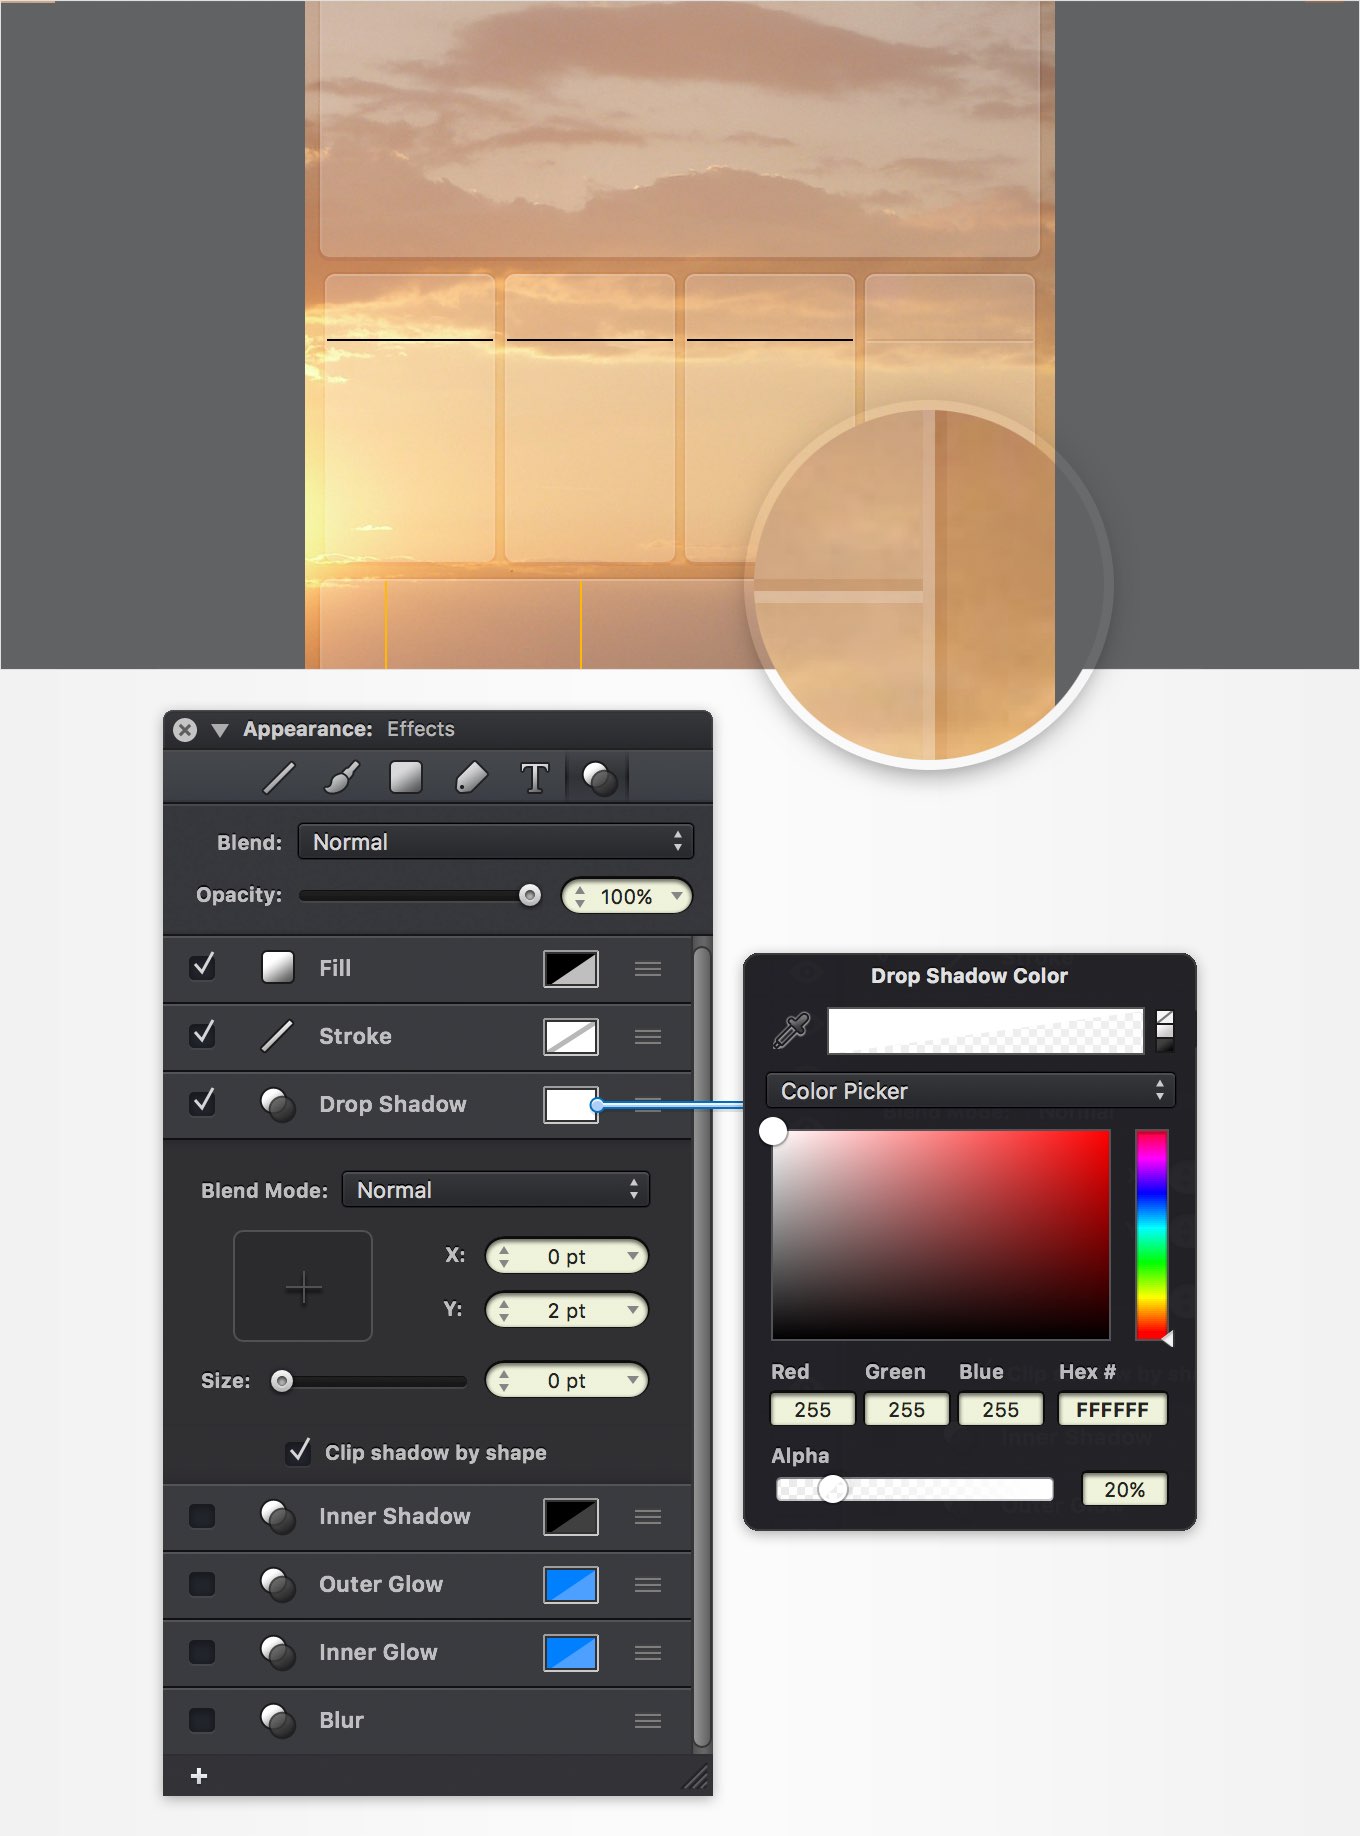 Appearance: Effects
T
Blend: Normal
Opacity: 100%
Fill
Stroke
Drop Shadow
Blend Mode: Normal
X: 0 pt
Y: 2 pt
Size: 0 pt
Clip shadow by shape
Inner Shadow
Outer Glow
Inner Glow
Blur
+
Drop Shadow Color
Color Picker
Red Green Blue Hex #
255 255 255 FFFFFF
Alpha
20%